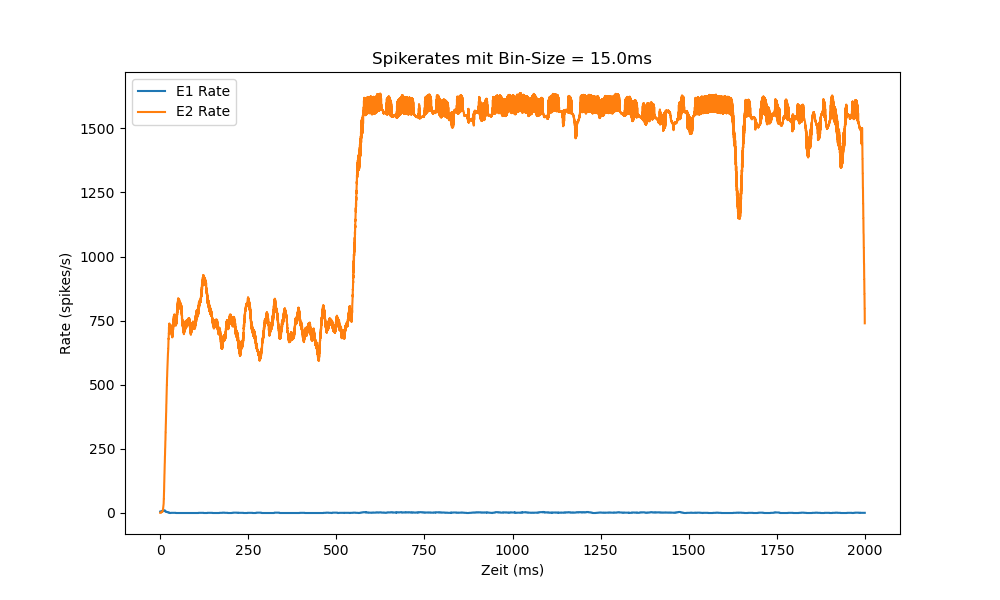 Spikerates mit Bin-Size = 15.0ms
E1 Rate
E2 Rate
Rate (spikes/s)
1500
1250
1000
750
500
250
0
0 250 500 750 1000 1250 1500 1750 2000
Zeit (ms)